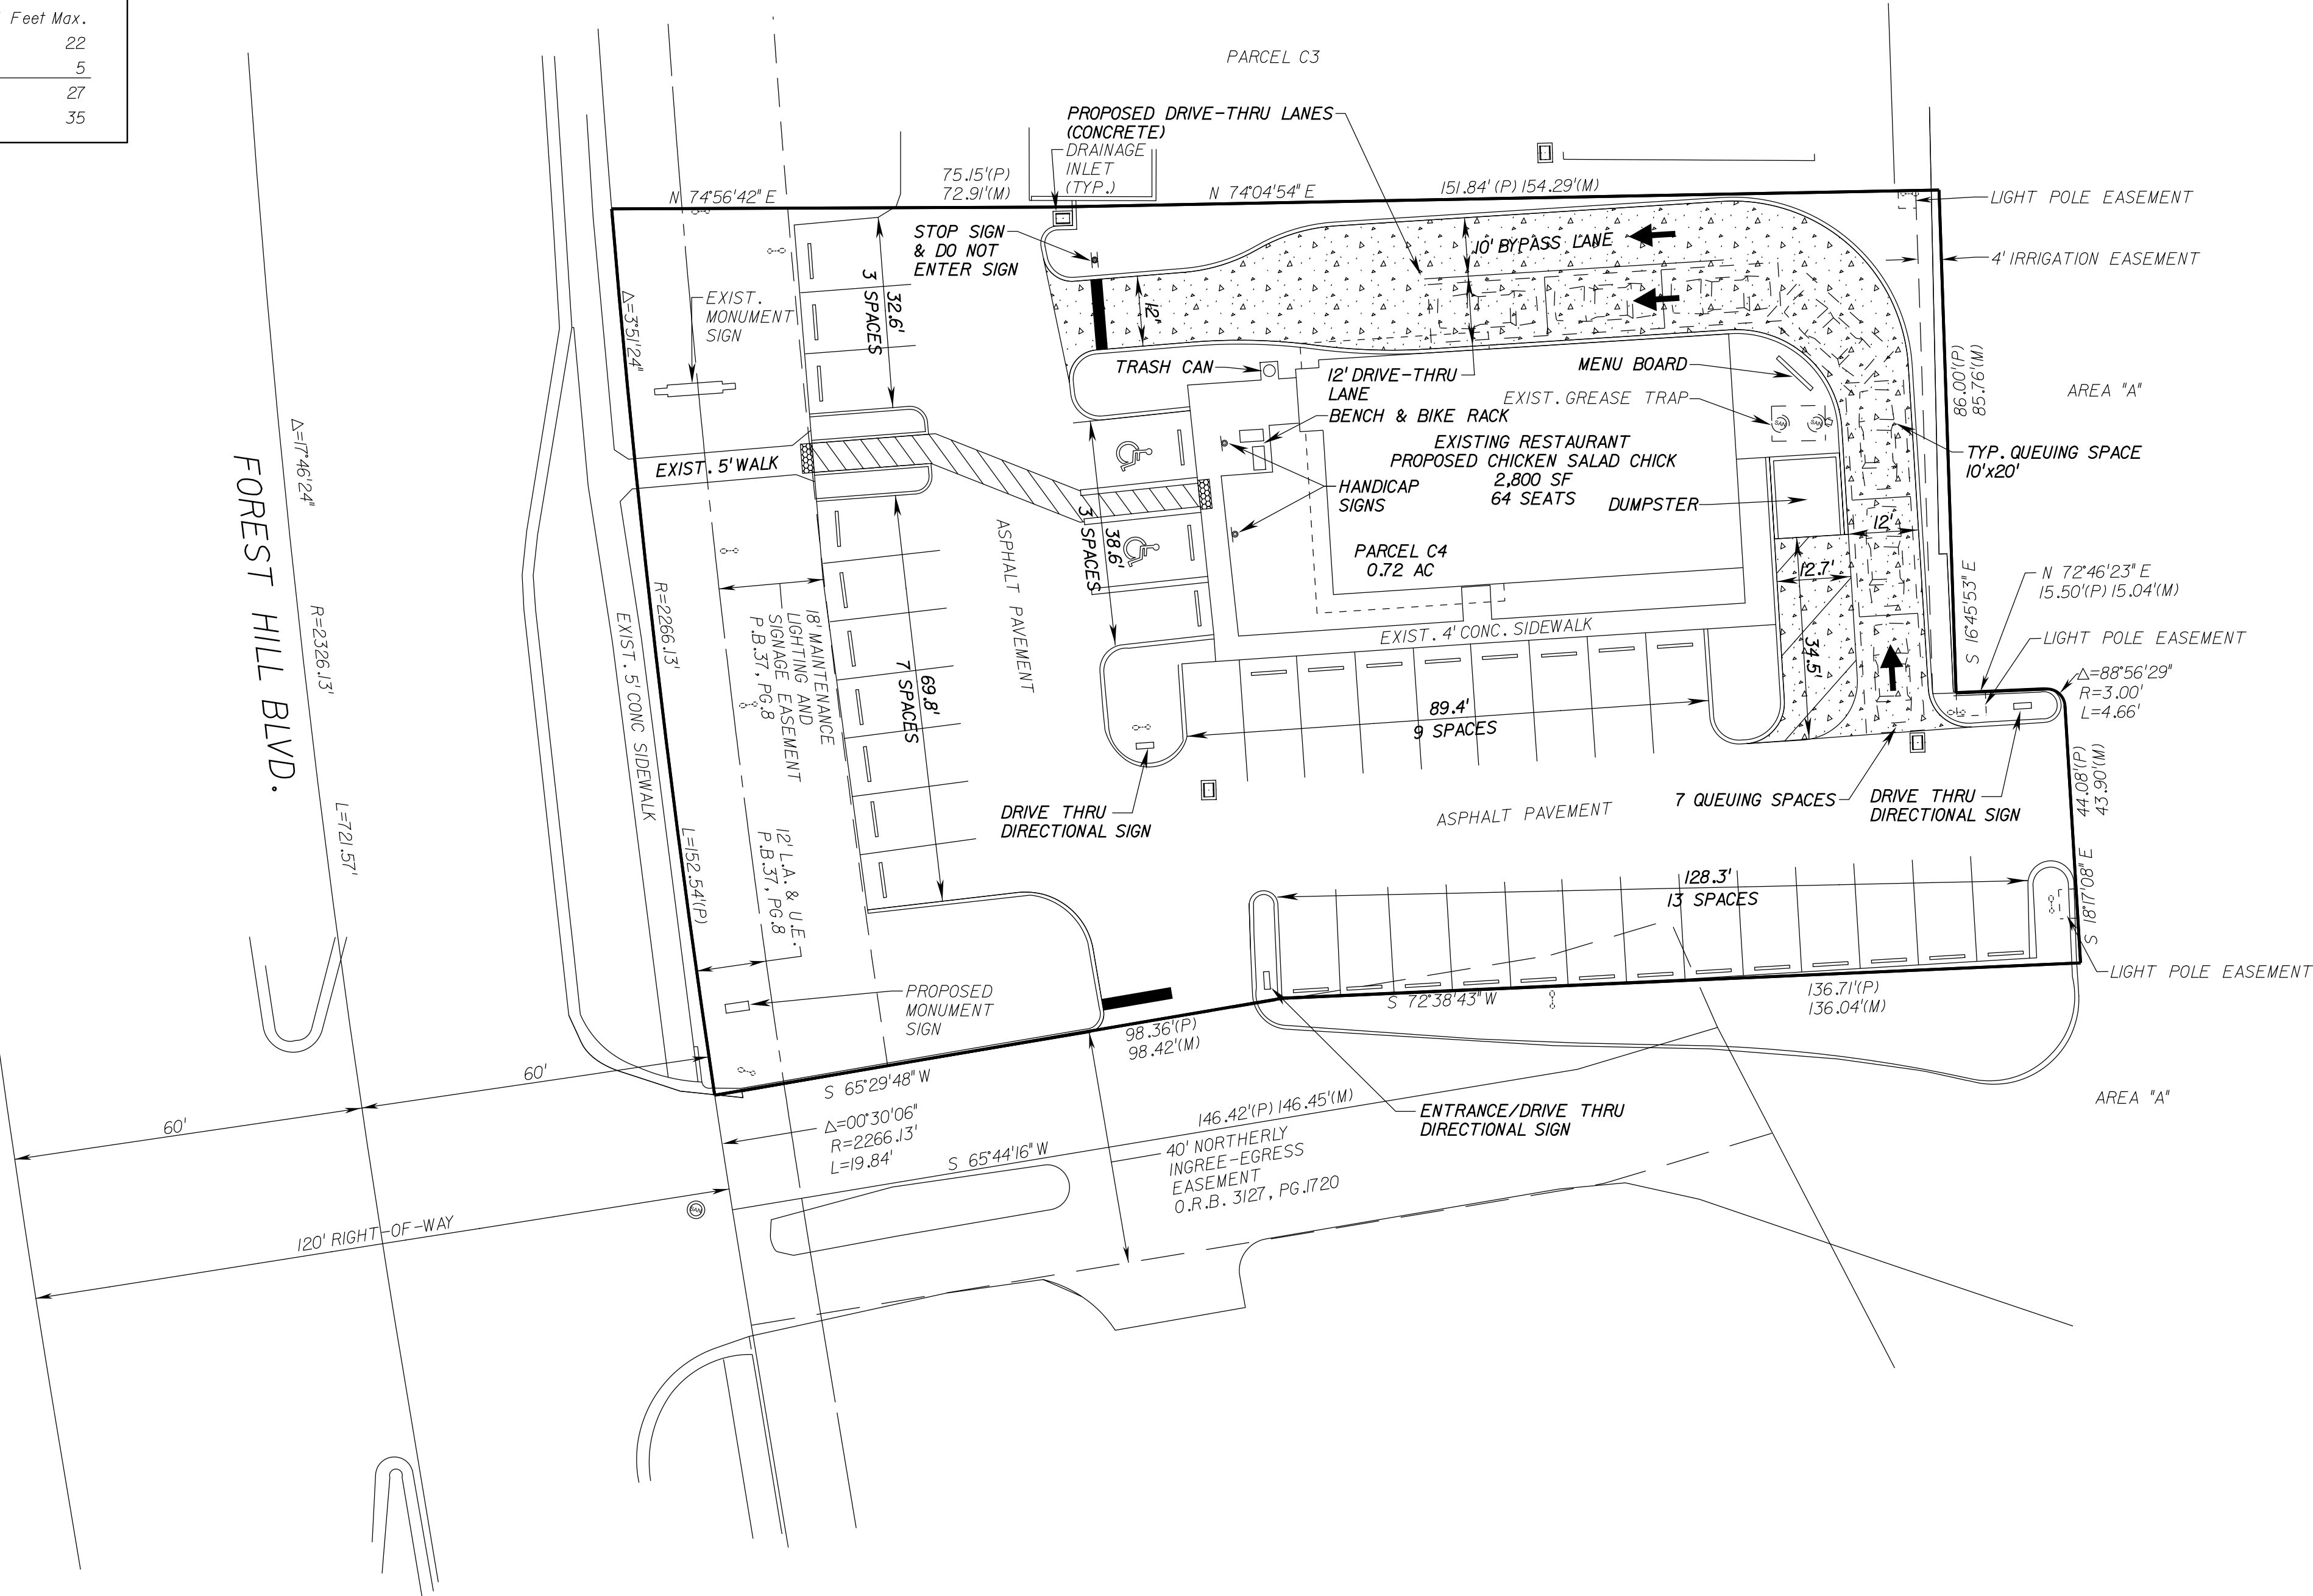 Feet Max.
22
5
27
35
PARCEL C3
PROPOSED DRIVE-THRU LANES
(CONCRETE)
DRAINAGE
INLET
(TYP.)
75.15'(P)
72.91'(M)
N 74°56'42" E
N 74°04'54" E
151.84' (P) 154.29'(M)
LIGHT POLE EASEMENT
4' IRRIGATION EASEMENT
STOP SIGN
& DO NOT
ENTER SIGN
10' BYPASS LANE
12'
32.6'
3
SPACES
EXIST.
MONUMENT
SIGN
Δ=3°51'24"
TRASH CAN
12' DRIVE-THRU
LANE
MENU BOARD
EXIST. GREASE TRAP
SAN
SAN
BENCH & BIKE RACK
86.00'(P)
85.76'(M)
AREA "A"
EXISTING RESTAURANT
PROPOSED CHICKEN SALAD CHICK
2,800 SF
64 SEATS
TYP. QUEUING SPACE
10'x20'
EXIST. 5' WALK
HANDICAP
SIGNS
DUMPSTER
FOREST HILL BLVD.
Δ=17°46'24"
R=2326.13'
L=721.57'
38.6'
3
SPACES
ASPHALT PAVEMENT
PARCEL C4
0.72 AC
12'
12.7'
34.5'
S 16°45'53" E
N 72°46'23" E
15.50'(P) 15.04'(M)
LIGHT POLE EASEMENT
Δ=88°56'29"
R=3.00'
L=4.66'
R=2266.13'
EXIST. 5' CONC SIDEWALK
18' MAINTENANCE
LIGHTING AND
SIGNAGE EASEMENT
P.B. 37, PG. 8
EXIST. 4' CONC. SIDEWALK
69.8'
7
SPACES
89.4'
9 SPACES
DRIVE THRU
DIRECTIONAL SIGN
7 QUEUING SPACES
DRIVE THRU
DIRECTIONAL SIGN
44.08'(P)
43.90'(M)
ASPHALT PAVEMENT
L=152.54'(P)
12' L.A. & U.E.
P.B. 37, PG. 8
128.3'
13 SPACES
S 18°17'08" E
LIGHT POLE EASEMENT
PROPOSED
MONUMENT
SIGN
S 72°38'43" W
136.71'(P)
136.04'(M)
98.36'(P)
98.42'(M)
60'
60'
S 65°29'48" W
Δ=00°30'06"
R=2266.13'
L=19.84'
146.42'(P) 146.45'(M)
ENTRANCE/DRIVE THRU
DIRECTIONAL SIGN
AREA "A"
S 65°44'16" W
40' NORTHERLY
INGREE-EGRESS
EASEMENT
O.R.B. 3127, PG. 1720
SAN
120' RIGHT-OF-WAY